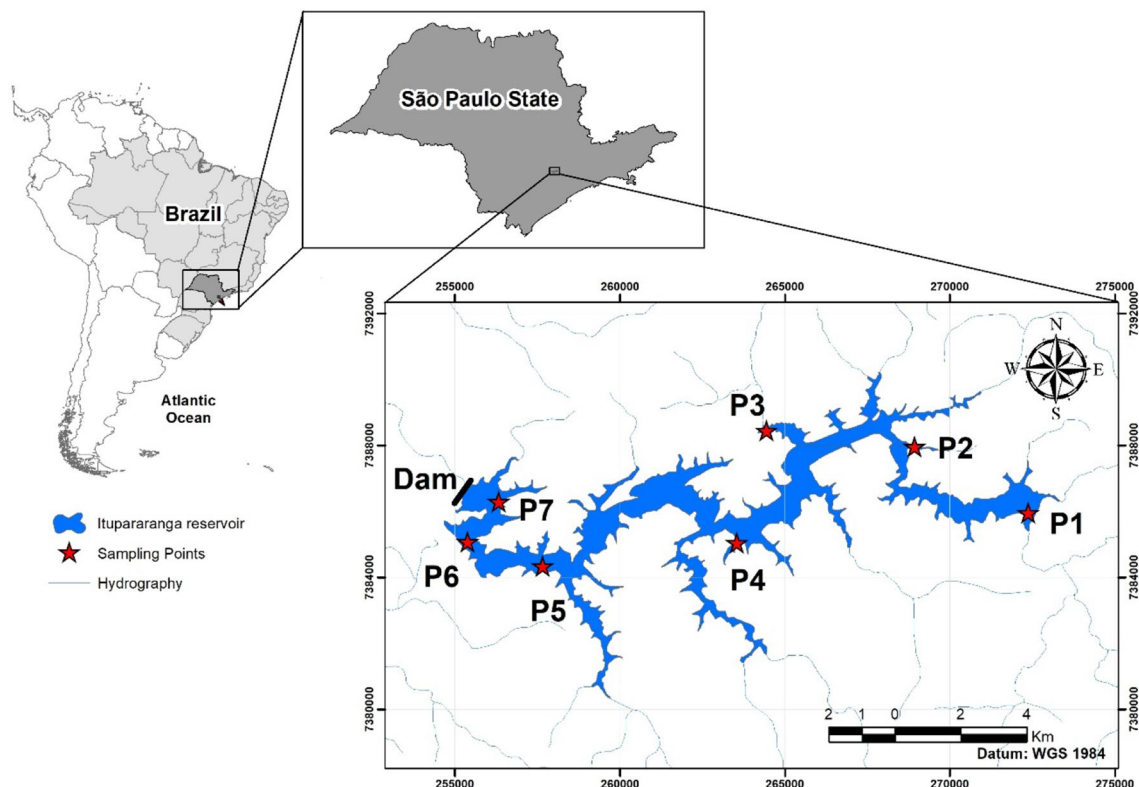 São Paulo State
Brazil
Atlantic
Ocean
Itupararanga reservoir
Sampling Points
Hydrography
255000 260000 265000 270000 275000
7392000 7392000
N
W E
S
P3
P2
7388000 7388000
Dam
P7
P1
P6
P4
7384000 7384000
P5
7380000 7380000
2 1 0 2 4
Km
Datum: WGS 1984
255000 260000 265000 270000 275000